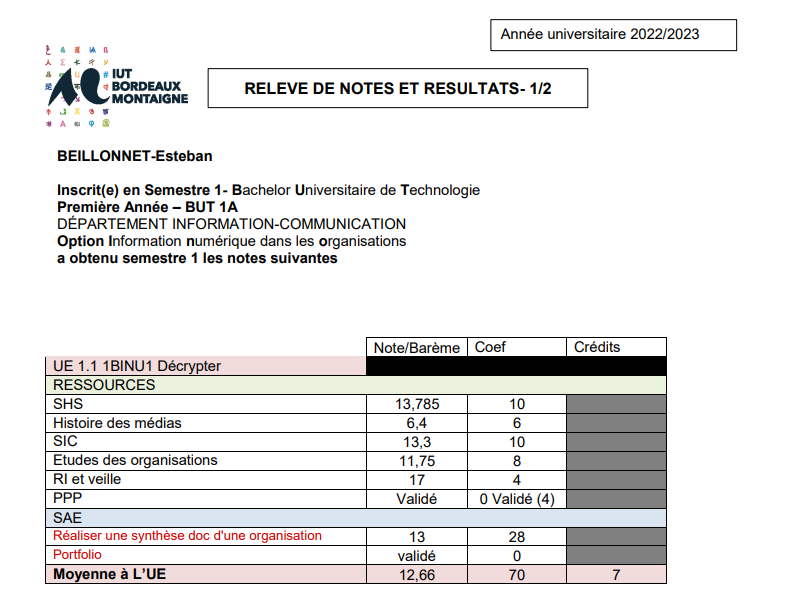 Année universitaire 2022/2023
IUT
BORDEAUX
MONTAIGNE
RELEVE DE NOTES ET RESULTATS- 1/2
BEILLONNET-Esteban
Inscrit(e) en Semestre 1- Bachelor Universitaire de Technologie
Première Année – BUT 1A
DÉPARTEMENT INFORMATION-COMMUNICATION
Option Information numérique dans les organisations
a obtenu semestre 1 les notes suivantes
Note/Barème Coef Crédits
UE 1.1 1BINU1 Décrypter
RESSOURCES
SHS 13,785 10
Histoire des médias 6,4 6
SIC 13,3 10
Etudes des organisations 11,75 8
RI et veille 17 4
PPP Validé 0 Validé (4)
SAE
Réaliser une synthèse doc d'une organisation 13 28
Portfolio validé 0
Moyenne à L'UE 12,66 70 7